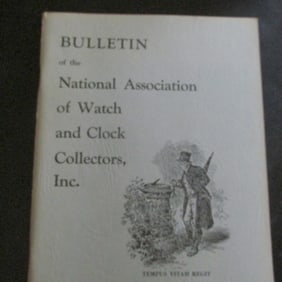 BULLETIN
of the
National Association
of Watch
and Clock
Collectors,
Inc.
TEMPUS VITAM REGIT